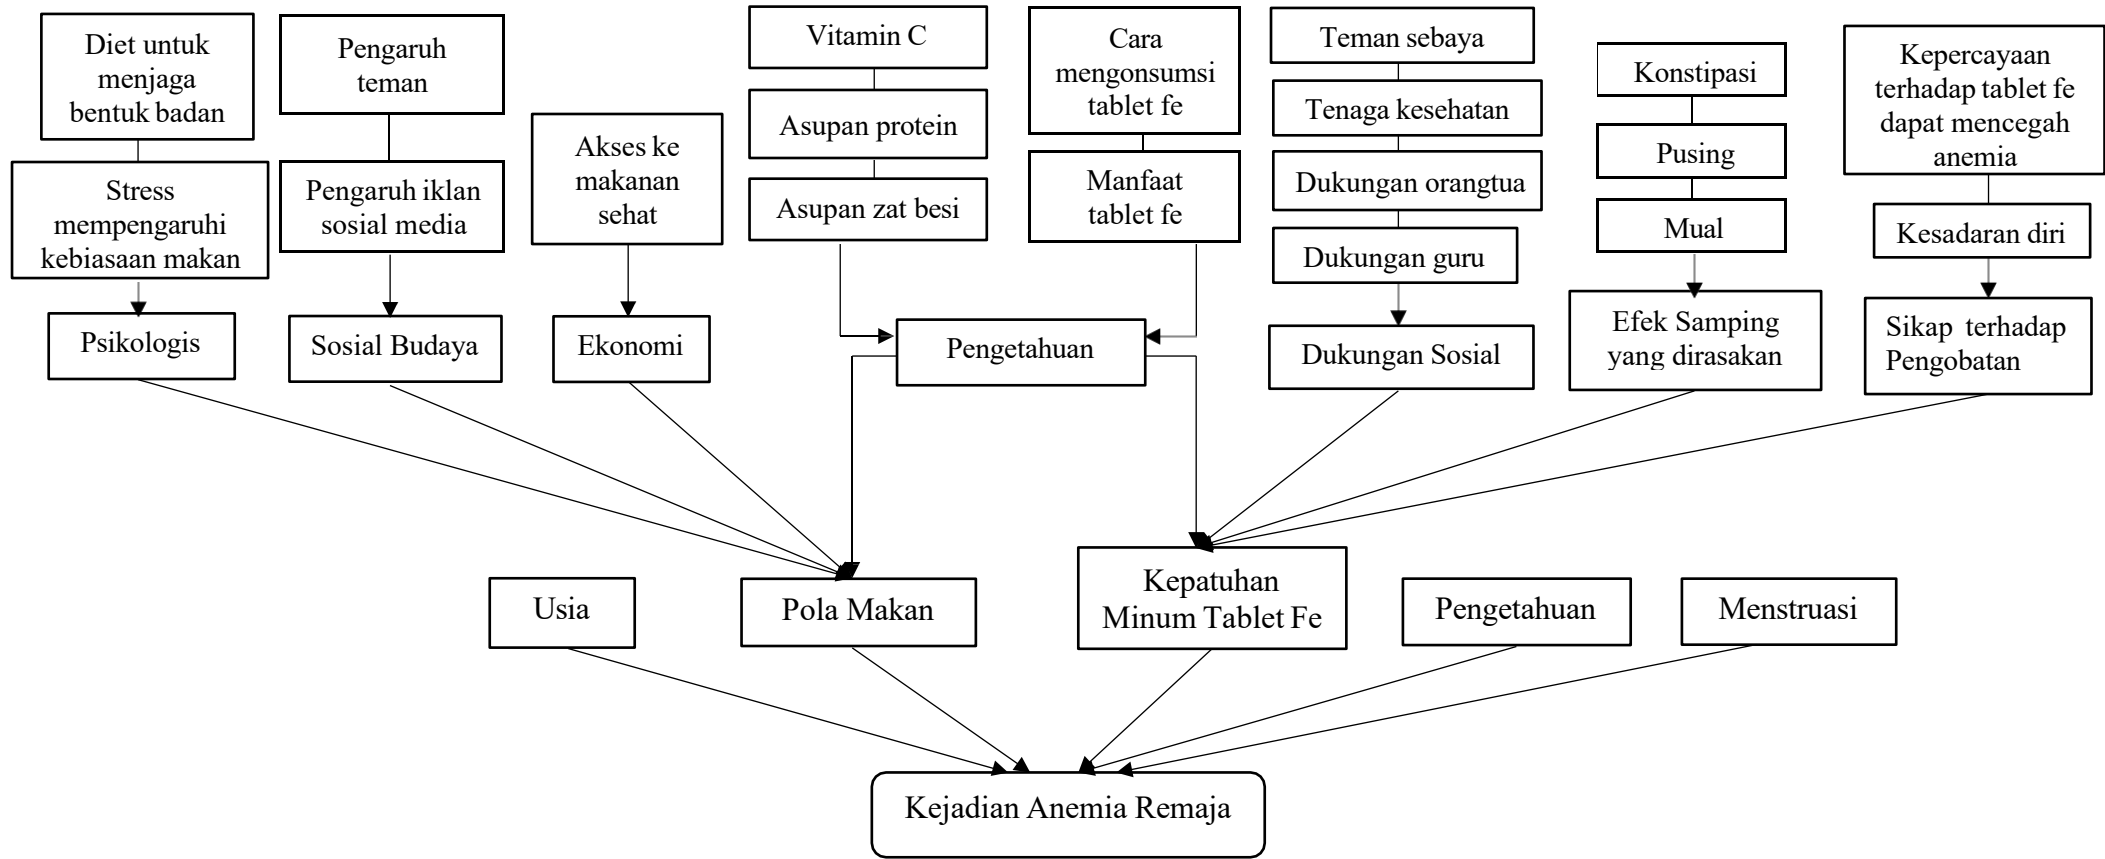 Diet untuk
menjaga
bentuk badan
Stress
mempengaruhi
kebiasaan makan
Psikologis
Pengaruh
teman
Pengaruh iklan
sosial media
Sosial Budaya
Akses ke
makanan
sehat
Ekonomi
Vitamin C
Asupan protein
Asupan zat besi
Cara
mengonsumsi
tablet fe
Manfaat
tablet fe
Pengetahuan
Teman sebaya
Tenaga kesehatan
Dukungan orangtua
Dukungan guru
Dukungan Sosial
Konstipasi
Pusing
Mual
Efek Samping
yang dirasakan
Kepercayaan
terhadap tablet fe
dapat mencegah
anemia
Kesadaran diri
Sikap terhadap
Pengobatan
Usia
Pola Makan
Kepatuhan
Minum Tablet Fe
Pengetahuan
Menstruasi
Kejadian Anemia Remaja